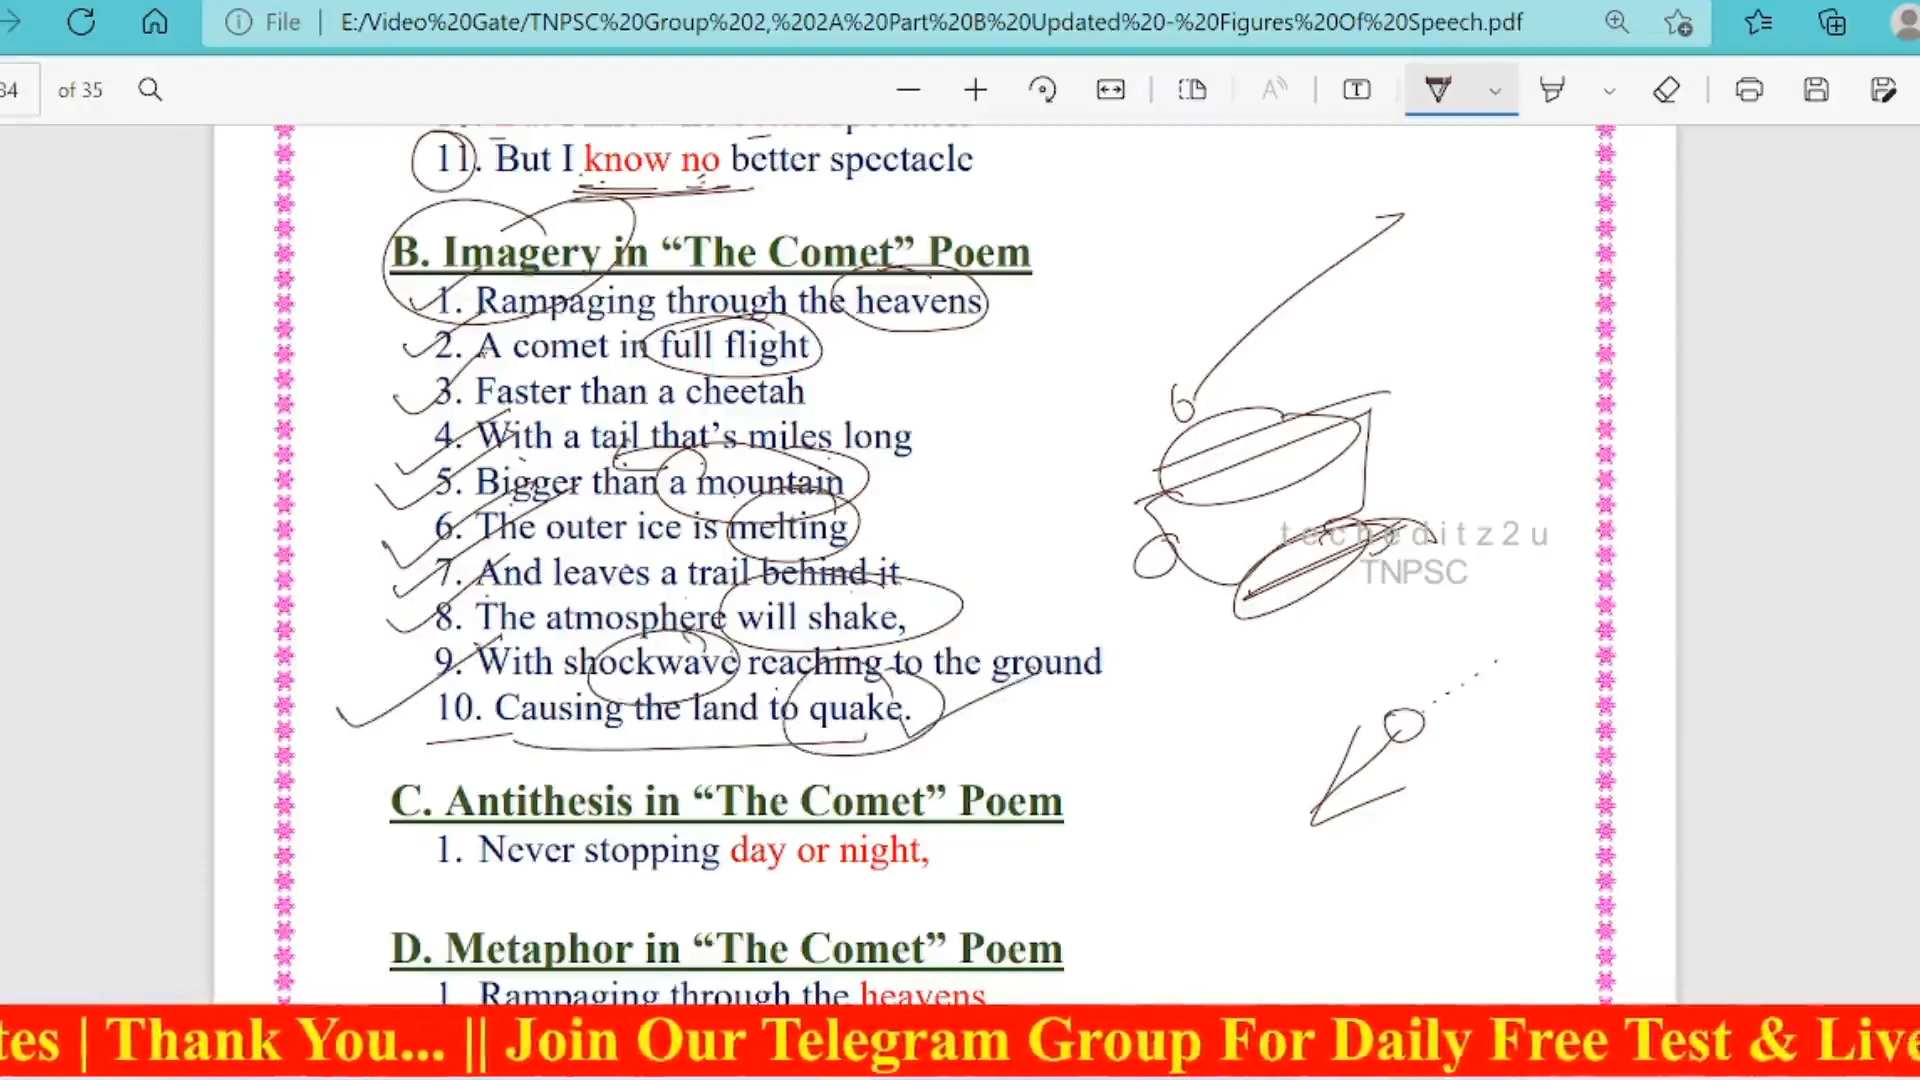 File | E:/Video%20Gate/TNPSC%20Group%202,%202A%20Part%20B%20Updated%20-%20Figures%20Of%20Speech.pdf
34 of 35
11. But I know no better spectacle
B. Imagery in “The Comet” Poem
1. Rampaging through the heavens
2. A comet in full flight
3. Faster than a cheetah
4. With a tail that’s miles long
5. Bigger than a mountain
6. The outer ice is melting
7. And leaves a trail behind it
8. The atmosphere will shake,
9. With shockwave reaching to the ground
10. Causing the land to quake.
techeditz2u
TNPSC
C. Antithesis in “The Comet” Poem
1. Never stopping day or night,
D. Metaphor in “The Comet” Poem
1. Rampaging through the heavens
tes | Thank You... || Join Our Telegram Group For Daily Free Test & Live